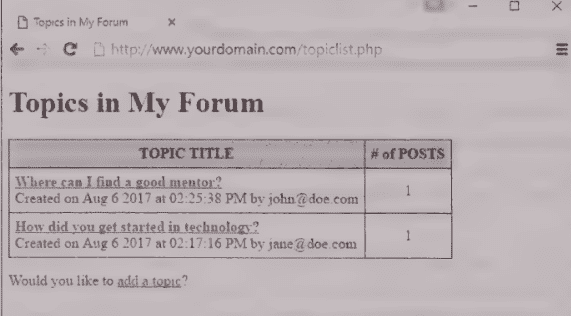 Topics in My Forum
http://www.yourdomain.com/topiclist.php
Topics in My Forum
TOPIC TITLE # of POSTS
Where can I find a good mentor?
Created on Aug 6 2017 at 02:25:38 PM by john@doe.com
1
How did you get started in technology?
Created on Aug 6 2017 at 02:17:16 PM by jane@doe.com
1
Would you like to add a topic?